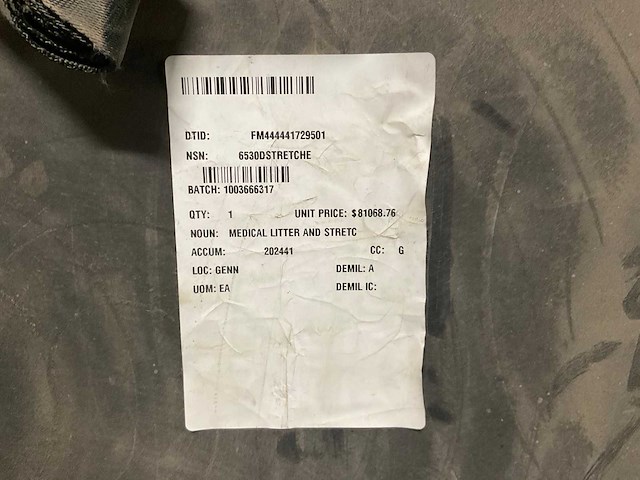 DTID: FM444441729501
NSN: 6530DSTRETCHE
BATCH: 1003666317
QTY: 1 UNIT PRICE: $81068.76
NOUN: MEDICAL LITTER AND STRETC
ACCUM: 202441 CC: G
LOC: GENN DEMIL: A
UOM: EA DEMIL IC: